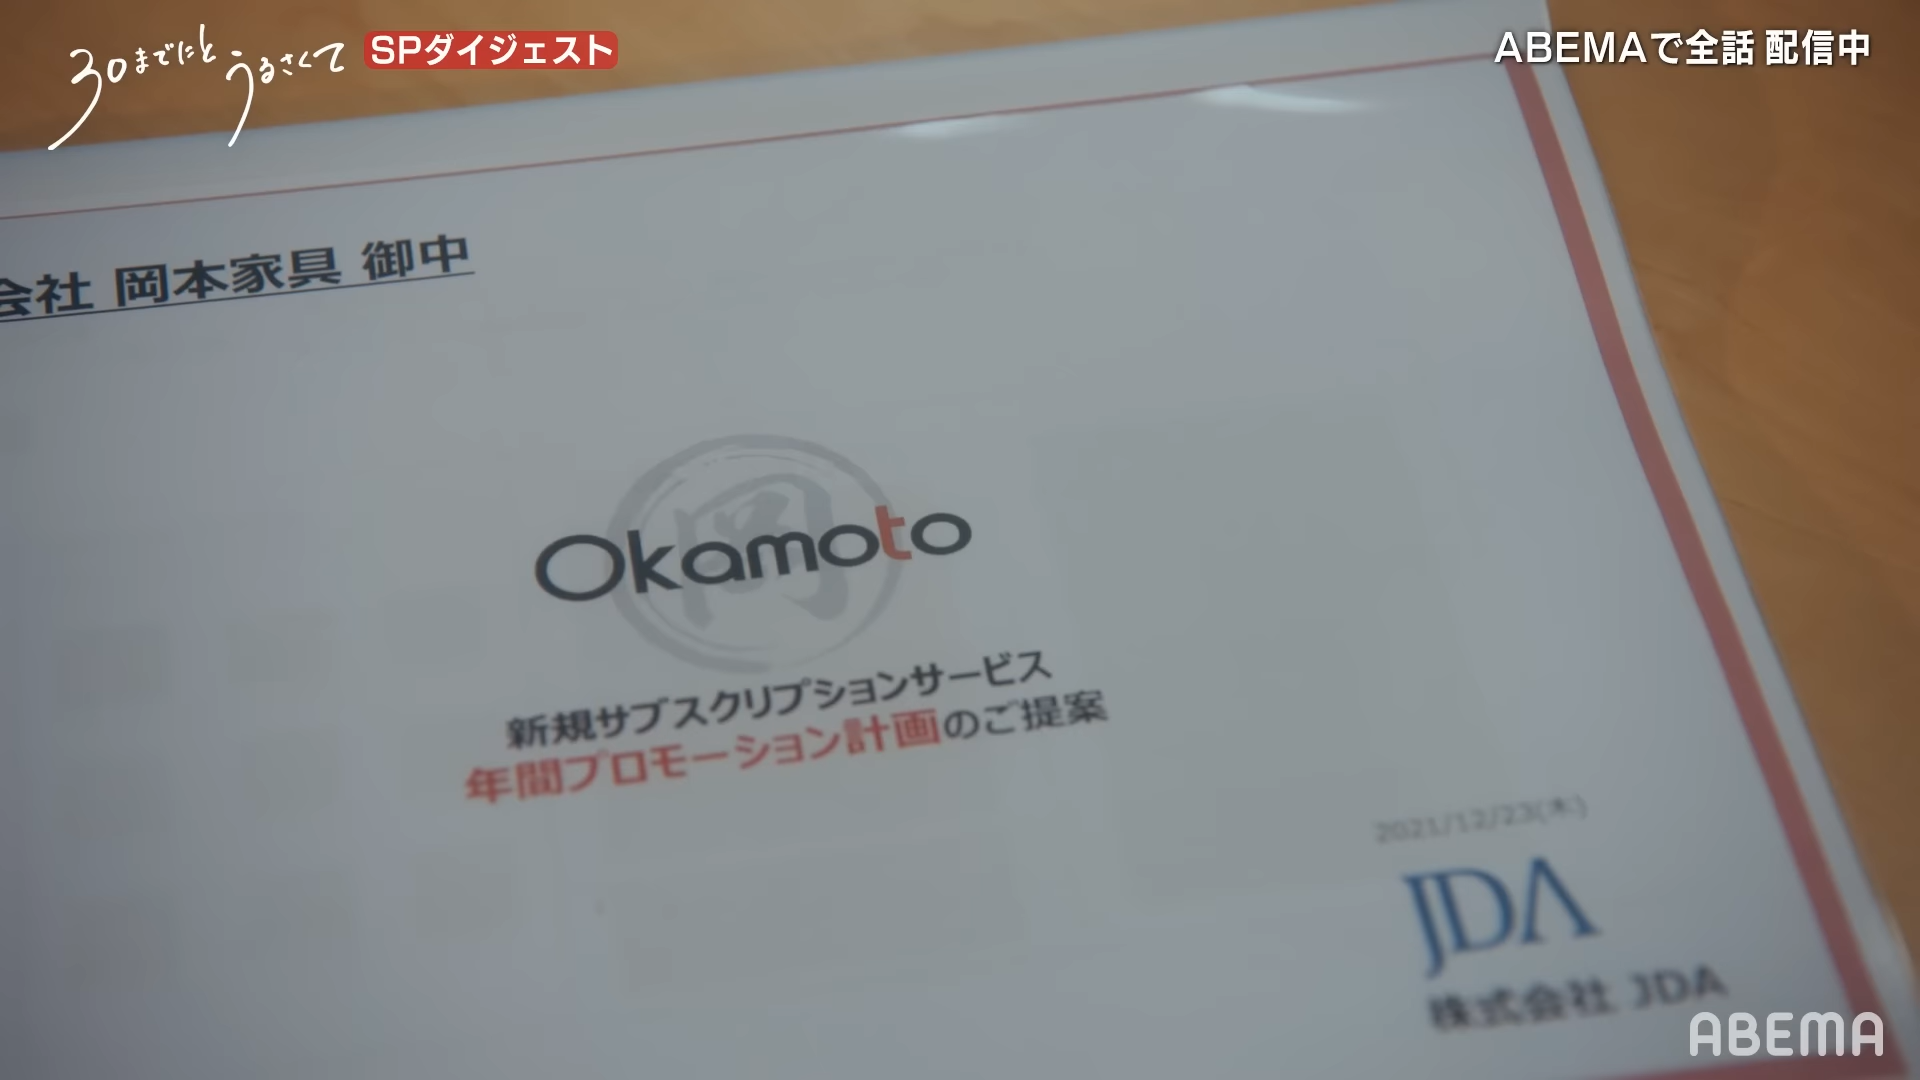 30までにとうるさくて
SPダイジェスト
ABEMAで全話 配信中
会社 岡本家具 御中
岡
Okamoto
新規サブスクリプションサービス
年間プロモーション計画のご提案
2021/12/23(木)
JDA
株式会社 JDA
ABEMA